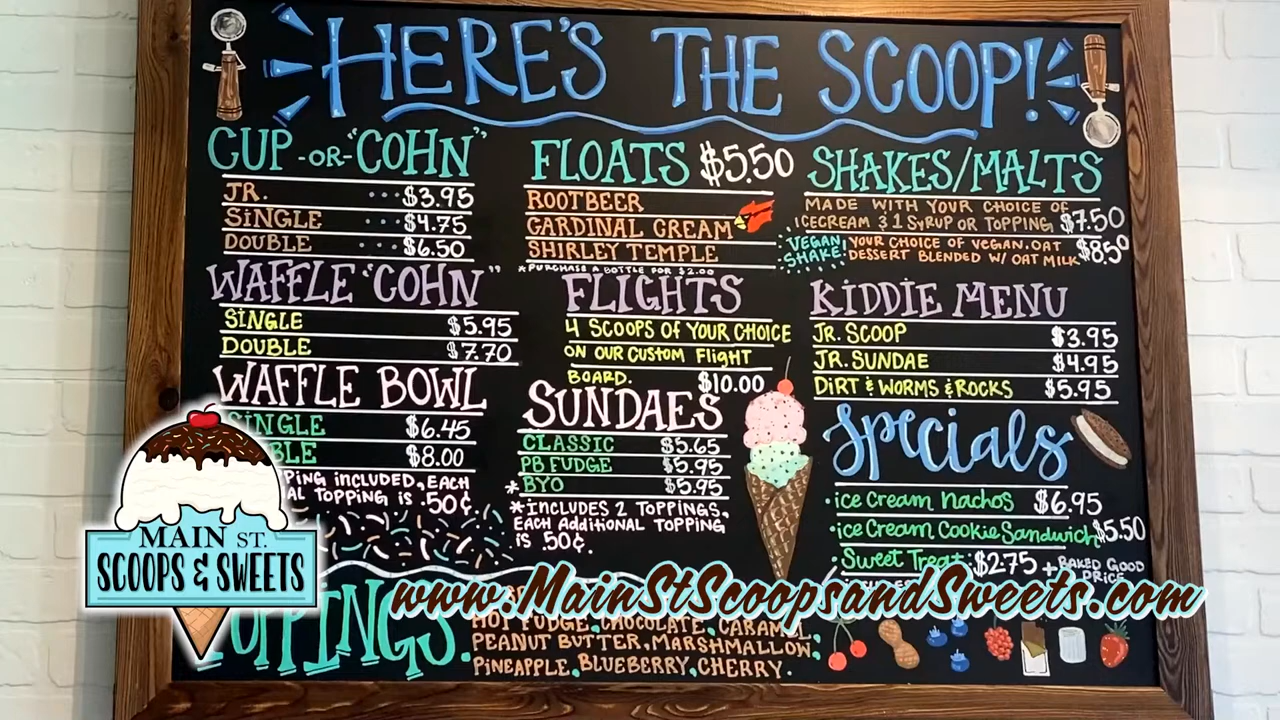 HERE'S THE SCOOP!
CUP -OR- "COHN"
JR. $3.95
SINGLE $4.75
DOUBLE $6.50
WAFFLE "COHN"
SINGLE $5.95
DOUBLE $7.70
WAFFLE BOWL
SINGLE $6.45
BLE $8.00
PING INCLUDED, EACH
AL TOPPING IS .50¢.
FLOATS $5.50
ROOTBEER
CARDINAL CREAM
SHIRLEY TEMPLE
*PURCHASE A BOTTLE FOR $2.00
FLIGHTS
4 SCOOPS OF YOUR CHOICE
ON OUR CUSTOM FLIGHT
BOARD. $10.00
SUNDAES
CLASSIC $5.65
PB FUDGE $5.95
*BYO $5.95
*INCLUDES 2 TOPPINGS,
EACH ADDITIONAL TOPPING
IS .50¢.
SHAKES/MALTS
MADE WITH YOUR CHOICE OF
ICECREAM & 1 SYRUP OR TOPPING $7.50
VEGAN SHAKE! YOUR CHOICE OF VEGAN.OAT
DESSERT BLENDED W/ OAT MILK $8.50
KIDDIE MENU
JR. SCOOP $3.95
JR. SUNDAE $4.95
DIRT & WORMS & ROCKS $5.95
Specials
• ice Cream Nachos $6.95
• ice Cream Cookie Sandwich $5.50
• Sweet Treat: $2.75 + BAKED GOOD
PRICE
TOPPINGS:
HOT FUDGE, CHOCOLATE, CARAMEL,
PEANUT BUTTER, MARSHMALLOW,
PINEAPPLE, BLUEBERRY, CHERRY.
MAIN ST.
SCOOPS & SWEETS
www.MainStScoopsandSweets.com